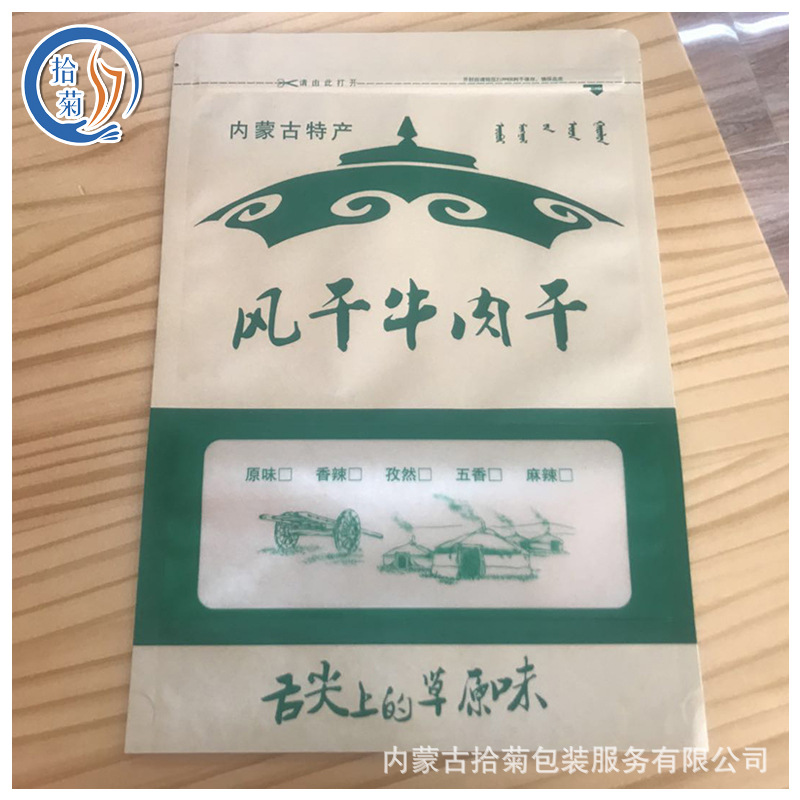 拾菊
请由此打开
内蒙古特产
风干牛肉干
原味□ 香辣□ 孜然□ 五香□ 麻辣□
舌尖上的草原味
内蒙古拾菊包装服务有限公司